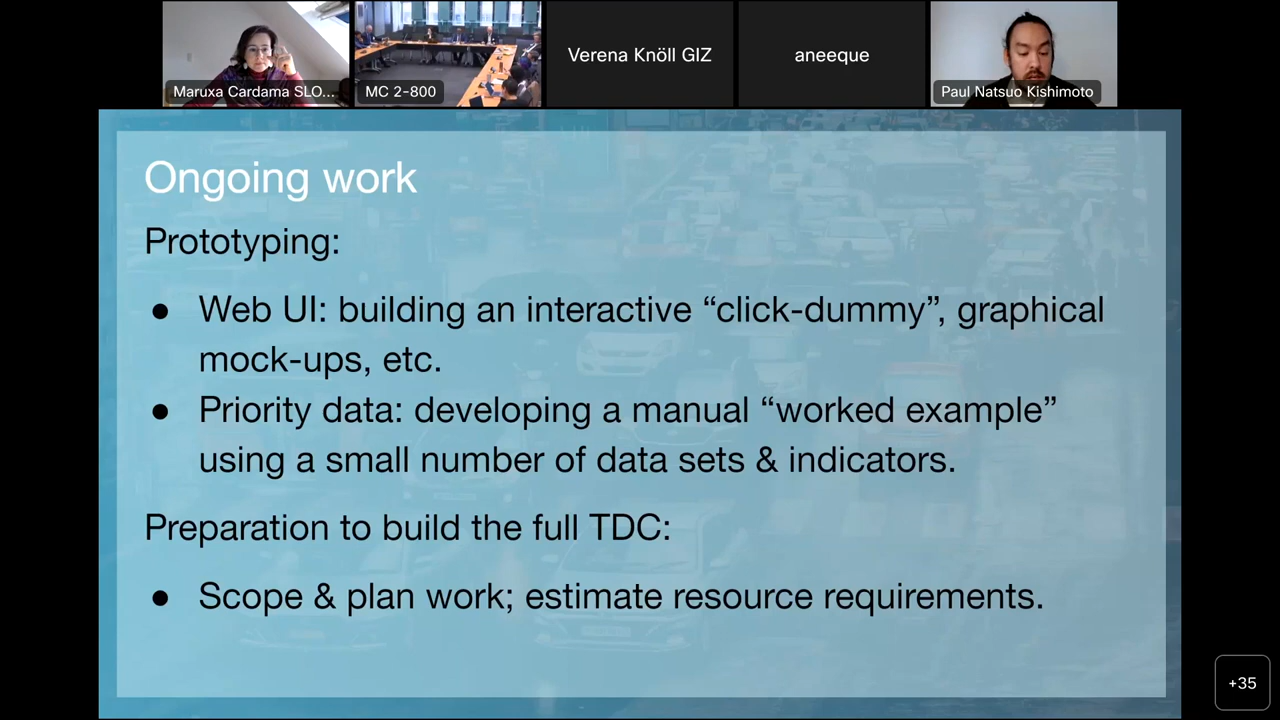 Maruxa Cardama SLO...
MC 2-800
Verena Knöll GIZ
aneeque
Paul Natsuo Kishimoto
Ongoing work
Prototyping:
● Web UI: building an interactive “click-dummy”, graphical
mock-ups, etc.
● Priority data: developing a manual “worked example”
using a small number of data sets & indicators.
Preparation to build the full TDC:
● Scope & plan work; estimate resource requirements.
+35